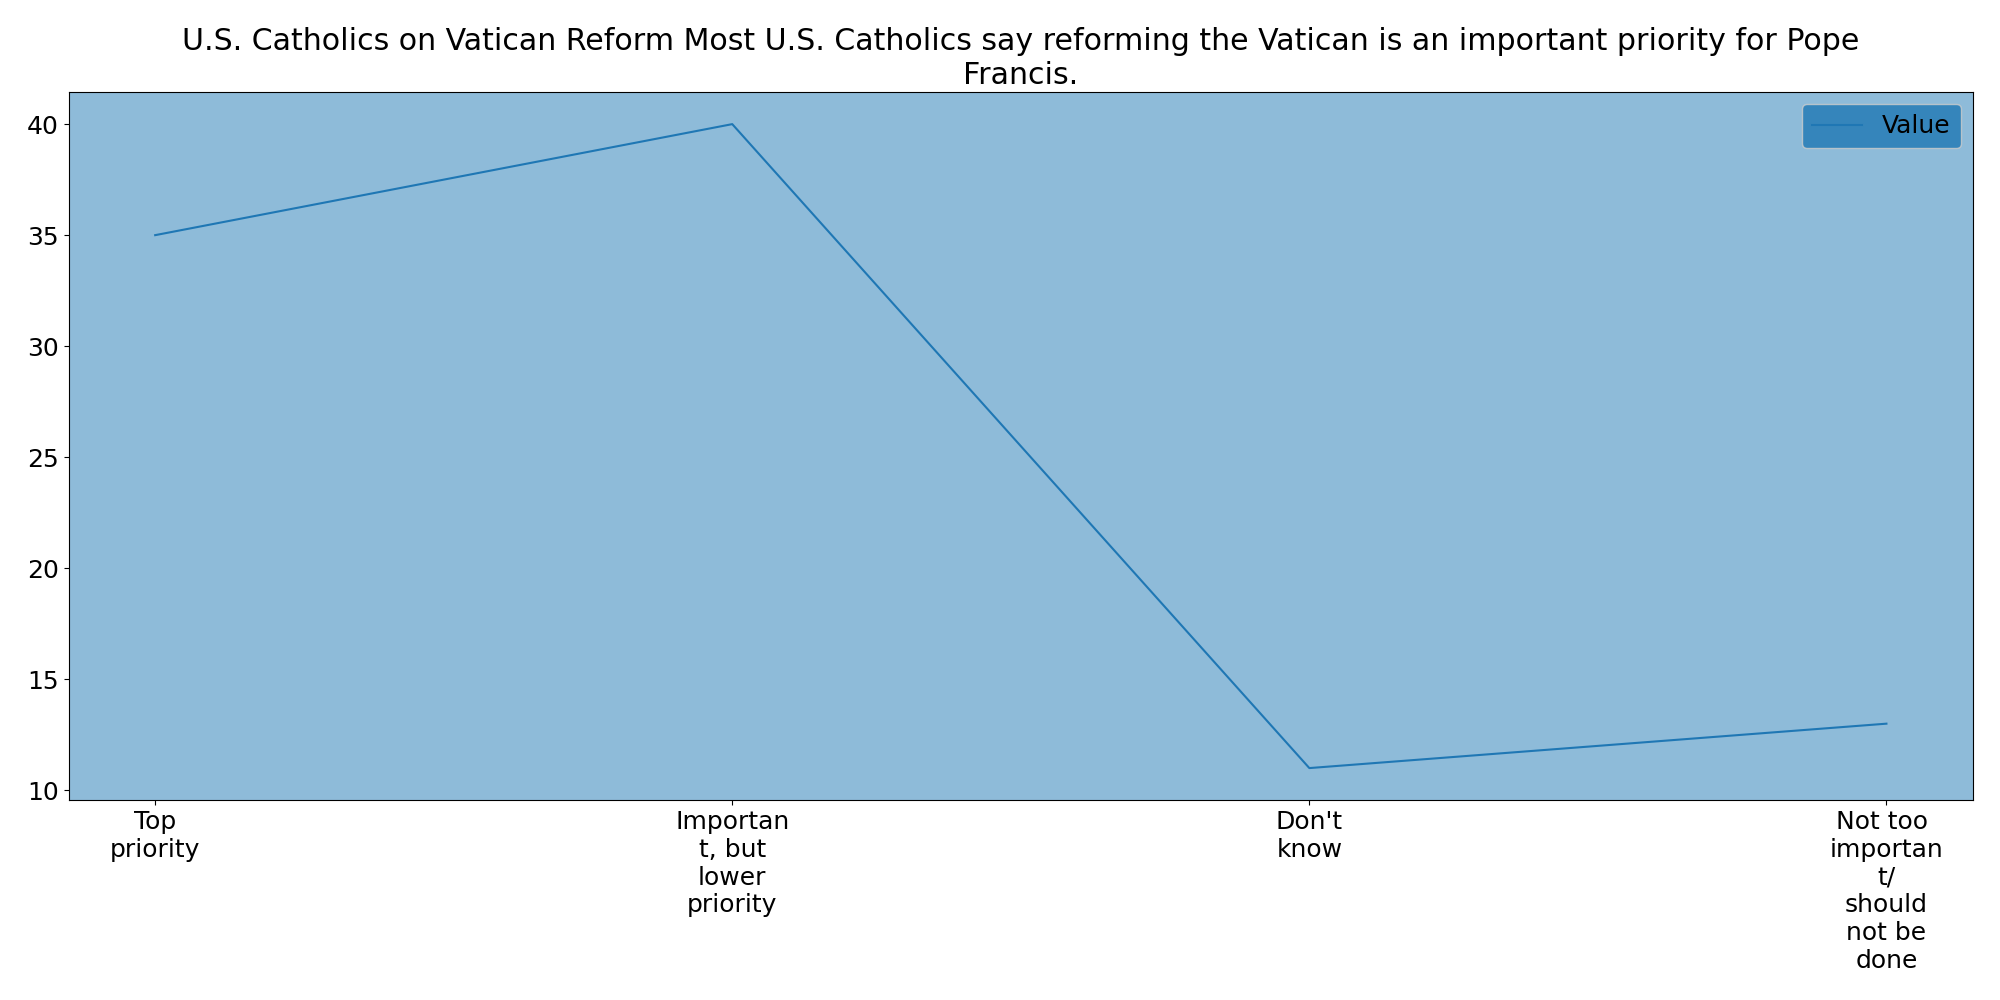 U.S. Catholics on Vatican Reform Most U.S. Catholics say reforming the Vatican is an important priority for Pope
Francis.
Value
40
35
30
25
20
15
10
Top
priority
Importan
t, but
lower
priority
Don't
know
Not too
importan
t/
should
not be
done